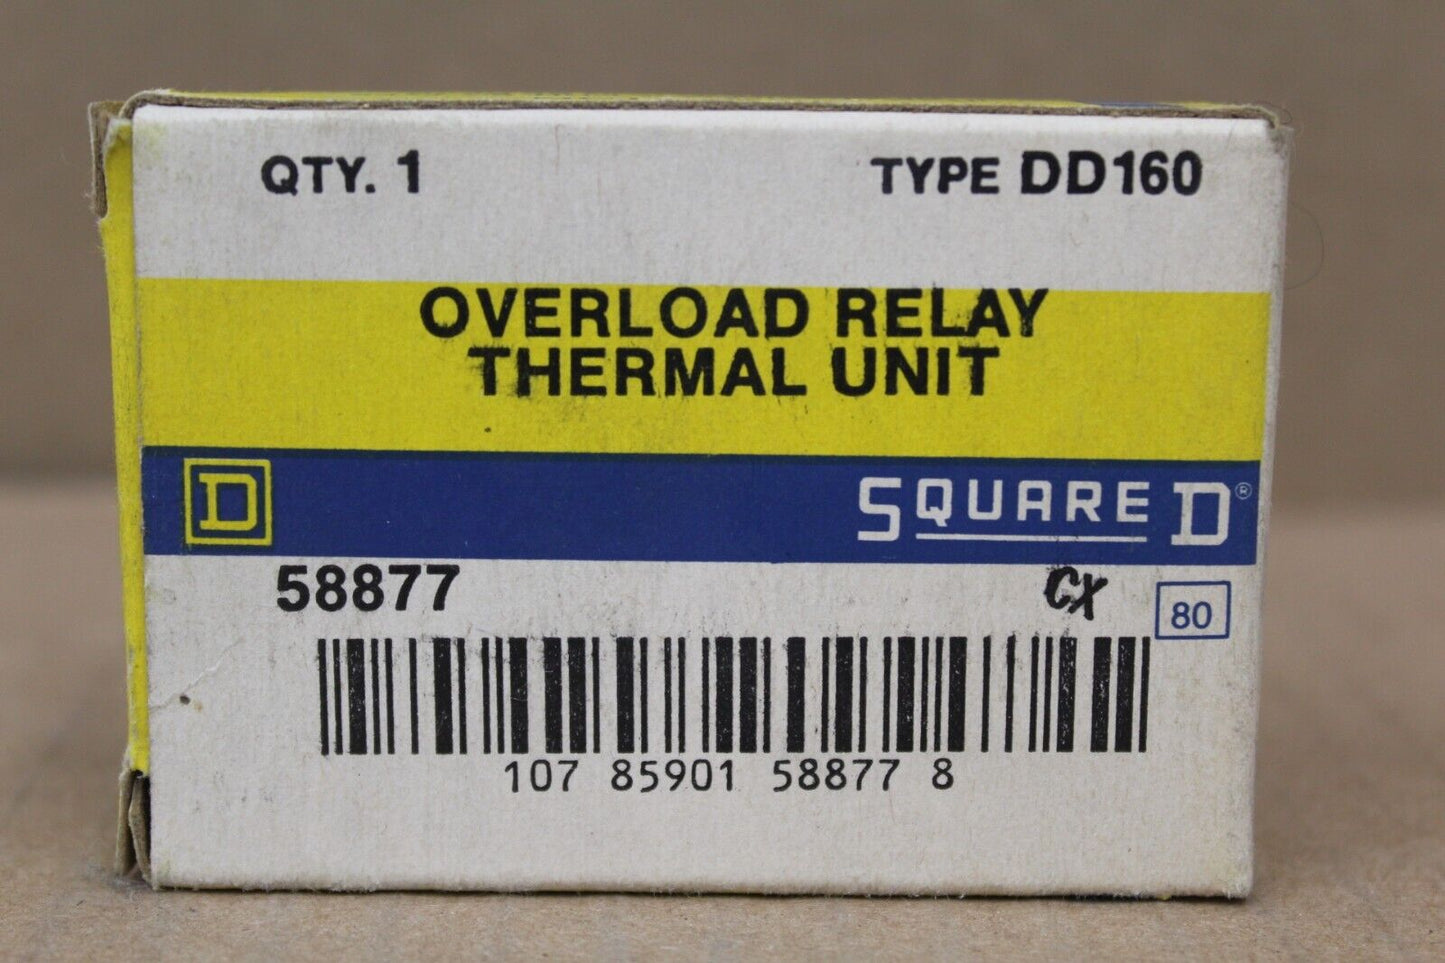 QTY. 1 TYPE DD160
OVERLOAD RELAY
THERMAL UNIT
D SQUARE D®
58877 CX 80
107 85901 58877 8